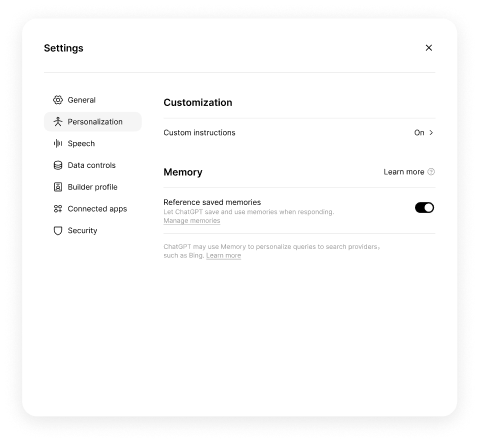 Settings
General
Personalization
Speech
Data controls
Builder profile
Connected apps
Security
Customization
Custom instructions On
Memory Learn more
Reference saved memories
Let ChatGPT save and use memories when responding.
Manage memories
ChatGPT may use Memory to personalize queries to search providers,
such as Bing. Learn more